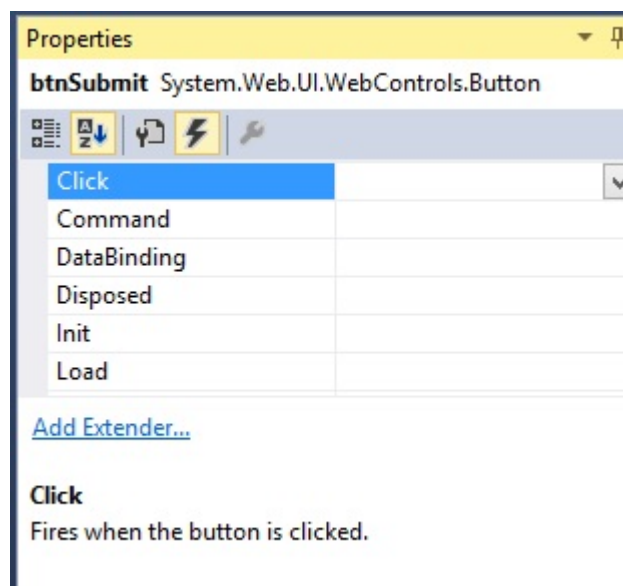 Properties
btnSubmit System.Web.UI.WebControls.Button
Click
Command
DataBinding
Disposed
Init
Load
Add Extender...
Click
Fires when the button is clicked.